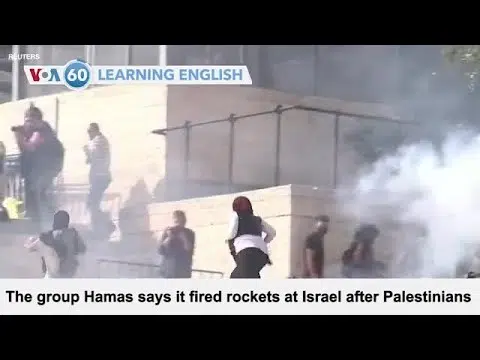 REUTERS
VOA 60 LEARNING ENGLISH
The group Hamas says it fired rockets at Israel after Palestinians